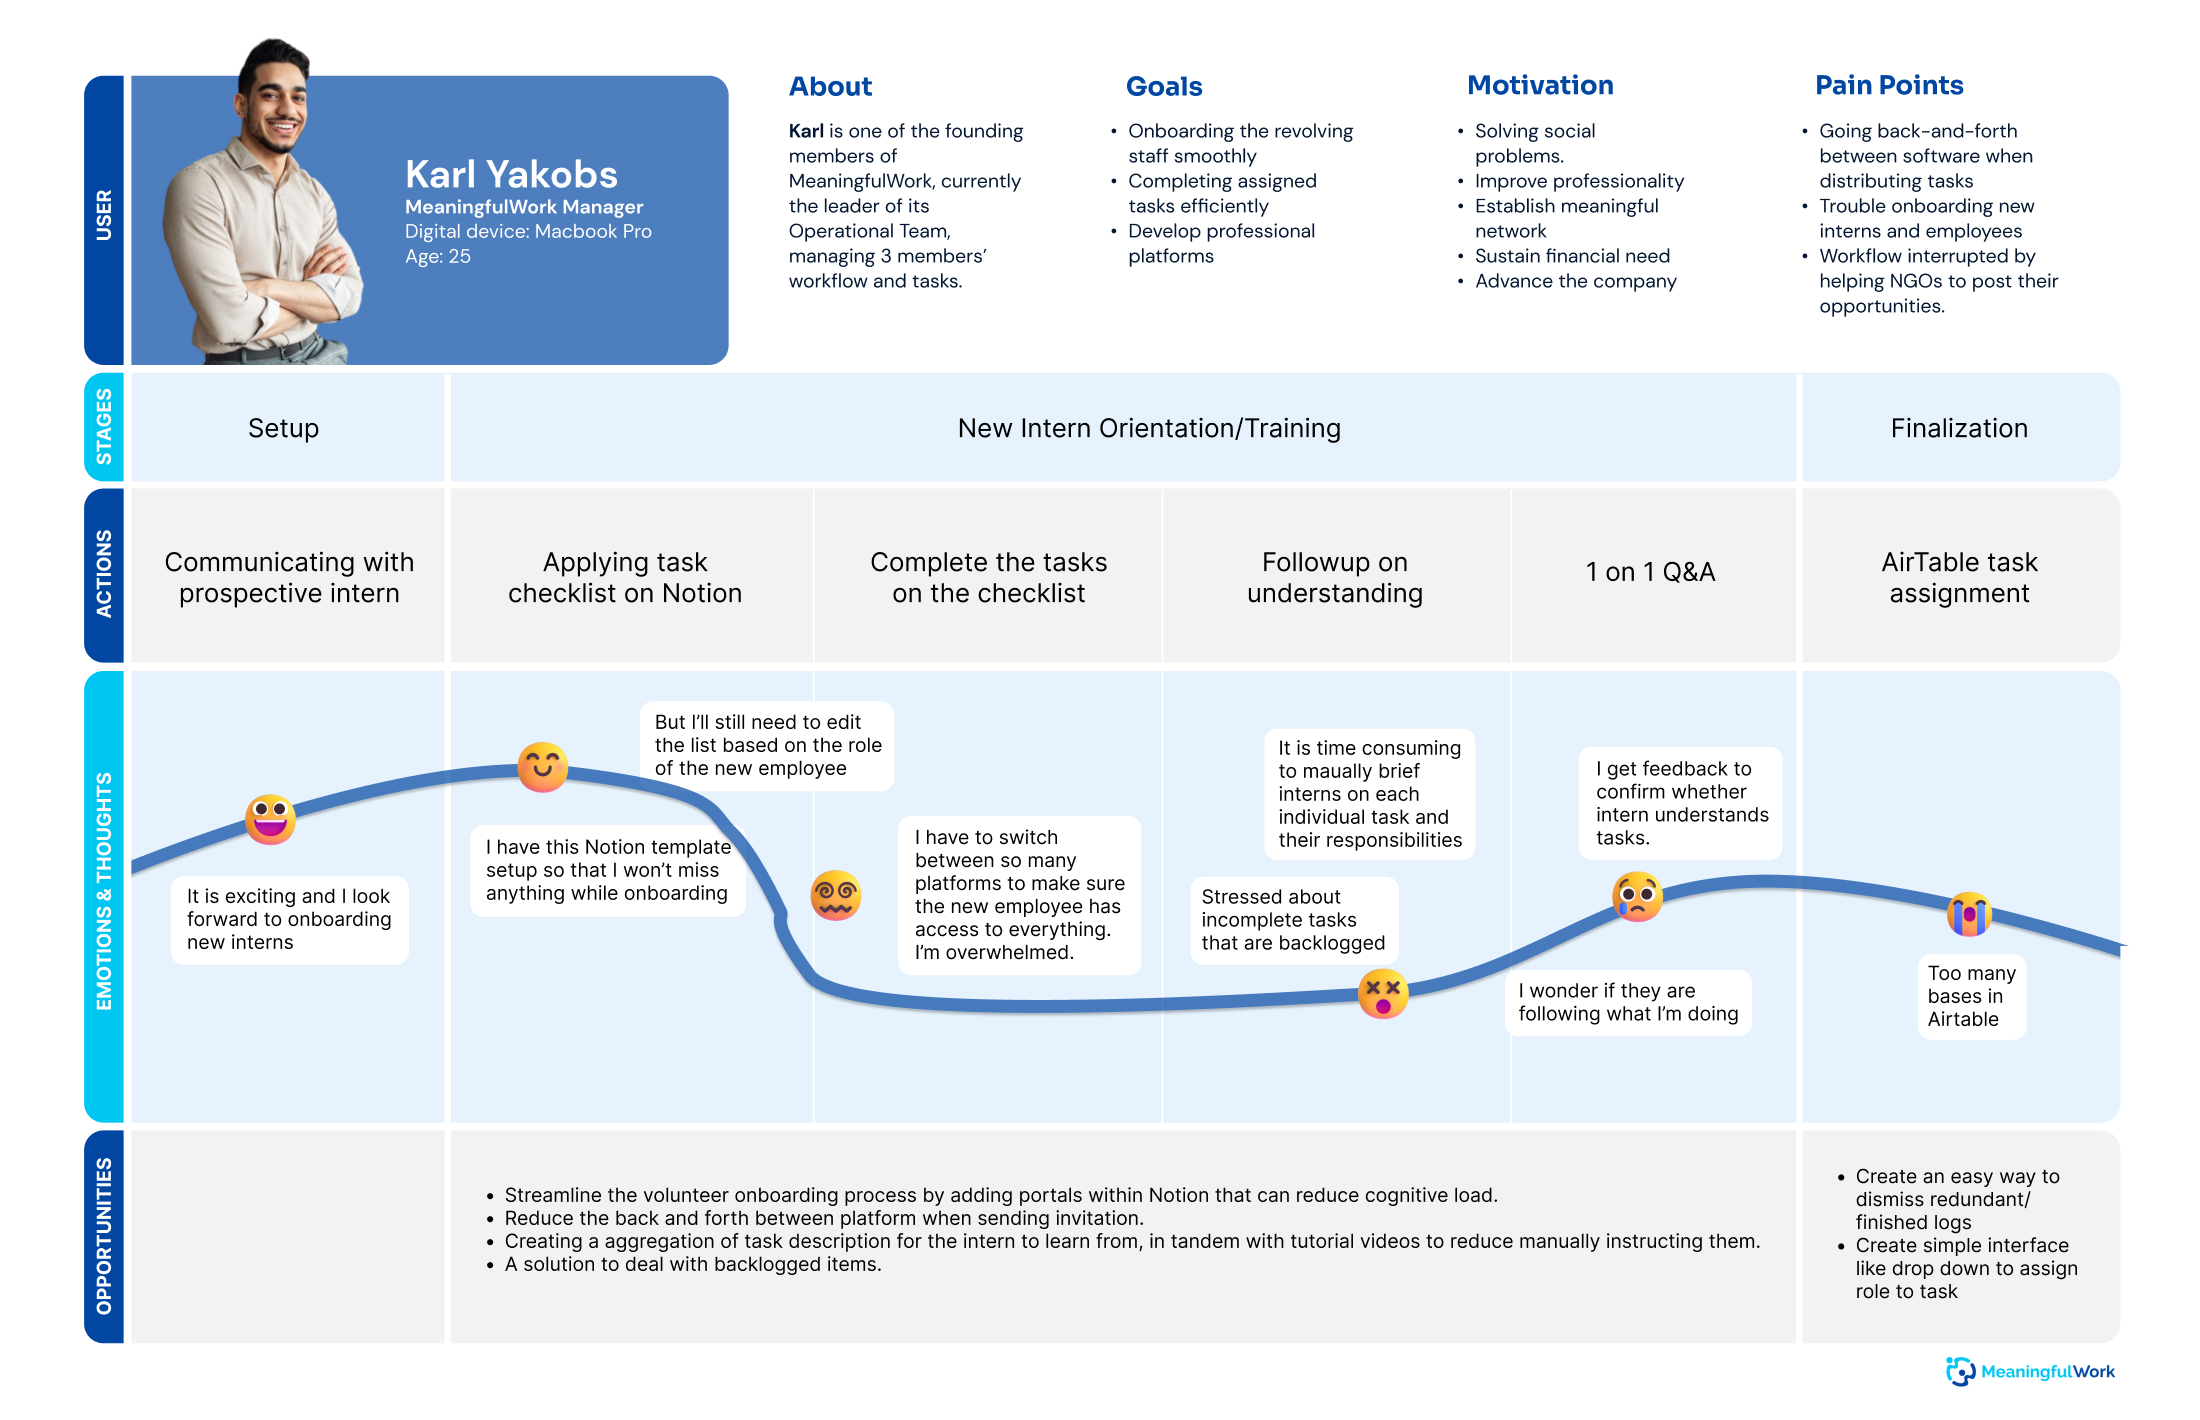 USER
Karl Yakobs
MeaningfulWork Manager
Digital device: Macbook Pro
Age: 25
About
Karl is one of the founding
members of
MeaningfulWork, currently
the leader of its
Operational Team,
managing 3 members’
workflow and tasks.
Goals
• Onboarding the revolving
staff smoothly
• Completing assigned
tasks efficiently
• Develop professional
platforms
Motivation
• Solving social
problems.
• Improve professionality
• Establish meaningful
network
• Sustain financial need
• Advance the company
Pain Points
• Going back-and-forth
between software when
distributing tasks
• Trouble onboarding new
interns and employees
• Workflow interrupted by
helping NGOs to post their
opportunities.
STAGES
Setup
New Intern Orientation/Training
Finalization
ACTIONS
Communicating with
prospective intern
Applying task
checklist on Notion
Complete the tasks
on the checklist
Followup on
understanding
1 on 1 Q&A
AirTable task
assignment
EMOTIONS & THOUGHTS
It is exciting and I look
forward to onboarding
new interns
But I’ll still need to edit
the list based on the role
of the new employee
I have this Notion template
setup so that I won’t miss
anything while onboarding
I have to switch
between so many
platforms to make sure
the new employee has
access to everything.
I’m overwhelmed.
It is time consuming
to maually brief
interns on each
individual task and
their responsibilities
Stressed about
incomplete tasks
that are backlogged
I get feedback to
confirm whether
intern understands
tasks.
I wonder if they are
following what I’m doing
Too many
bases in
Airtable
OPPORTUNITIES
• Streamline the volunteer onboarding process by adding portals within Notion that can reduce cognitive load.
• Reduce the back and forth between platform when sending invitation.
• Creating a aggregation of task description for the intern to learn from, in tandem with tutorial videos to reduce manually instructing them.
• A solution to deal with backlogged items.
• Create an easy way to
dismiss redundant/
finished logs
• Create simple interface
like drop down to assign
role to task
MeaningfulWork